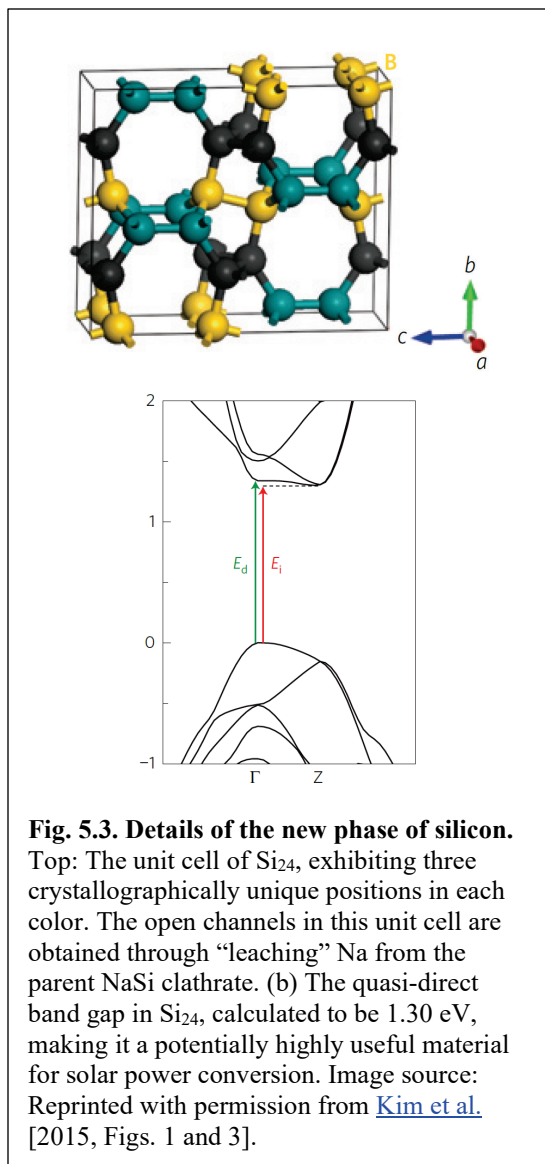 B
b
c
a
2
1
E_d E_i
0
−1
Γ Z
Fig. 5.3. Details of the new phase of silicon.
Top: The unit cell of Si₂₄, exhibiting three
crystallographically unique positions in each
color. The open channels in this unit cell are
obtained through “leaching” Na from the
parent NaSi clathrate. (b) The quasi-direct
band gap in Si₂₄, calculated to be 1.30 eV,
making it a potentially highly useful material
for solar power conversion. Image source:
Reprinted with permission from Kim et al.
[2015, Figs. 1 and 3].